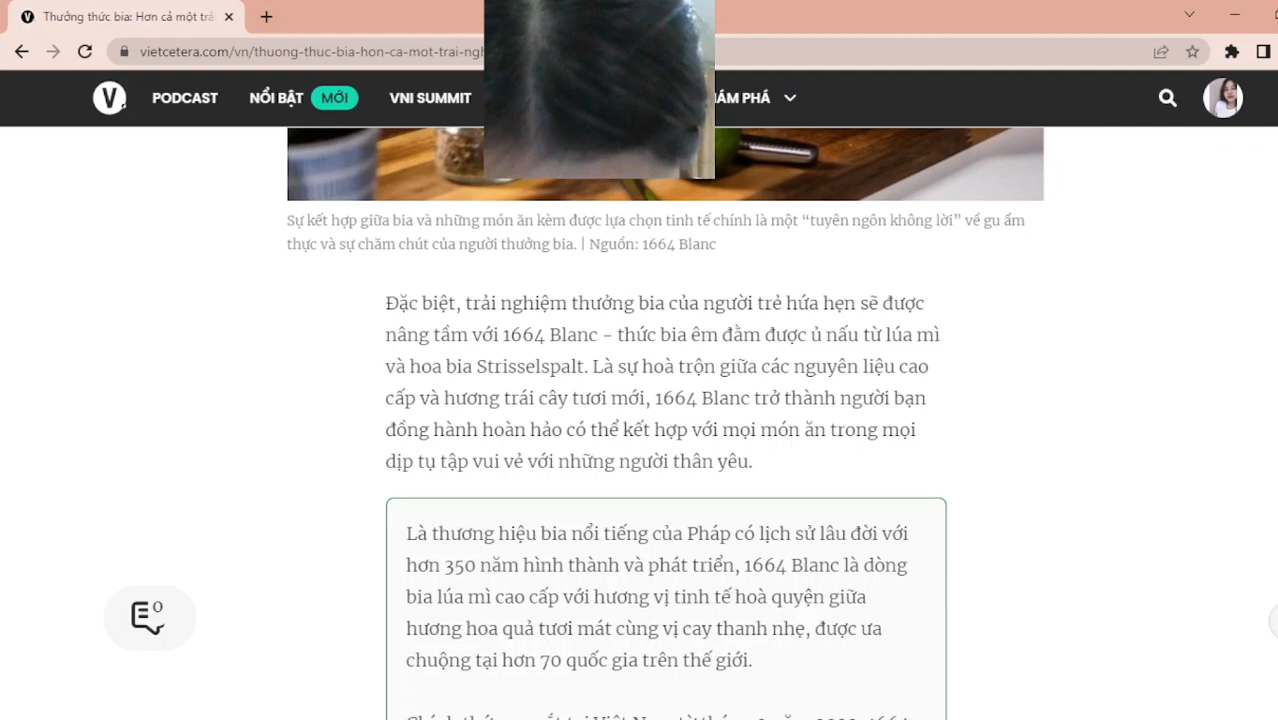 Thưởng thức bia: Hơn cả một trả
vietcetera.com/vn/thuong-thuc-bia-hon-ca-mot-trai-ngh
PODCAST NỔI BẬT MỚI VNI SUMMIT
Sự kết hợp giữa bia và những món ăn kèm được lựa chọn tinh tế chính là một “tuyên ngôn không lời” về gu ẩm
thực và sự chăm chút của người thưởng bia. | Nguồn: 1664 Blanc
Đặc biệt, trải nghiệm thưởng bia của người trẻ hứa hẹn sẽ được
nâng tầm với 1664 Blanc - thức bia êm đằm được ủ nấu từ lúa mì
và hoa bia Strisselspalt. Là sự hoà trộn giữa các nguyên liệu cao
cấp và hương trái cây tươi mới, 1664 Blanc trở thành người bạn
đồng hành hoàn hảo có thể kết hợp với mọi món ăn trong mọi
dịp tụ tập vui vẻ với những người thân yêu.
Là thương hiệu bia nổi tiếng của Pháp có lịch sử lâu đời với
hơn 350 năm hình thành và phát triển, 1664 Blanc là dòng
bia lúa mì cao cấp với hương vị tinh tế hoà quyện giữa
hương hoa quả tươi mát cùng vị cay thanh nhẹ, được ưa
chuộng tại hơn 70 quốc gia trên thế giới.
0